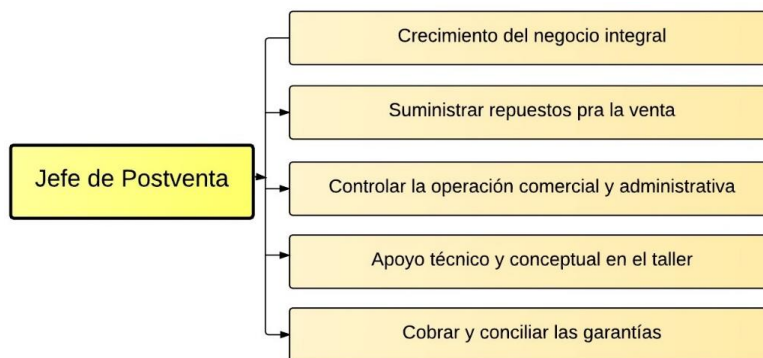 Jefe de Postventa
Crecimiento del negocio integral
Suministrar repuestos pra la venta
Controlar la operación comercial y administrativa
Apoyo técnico y conceptual en el taller
Cobrar y conciliar las garantías